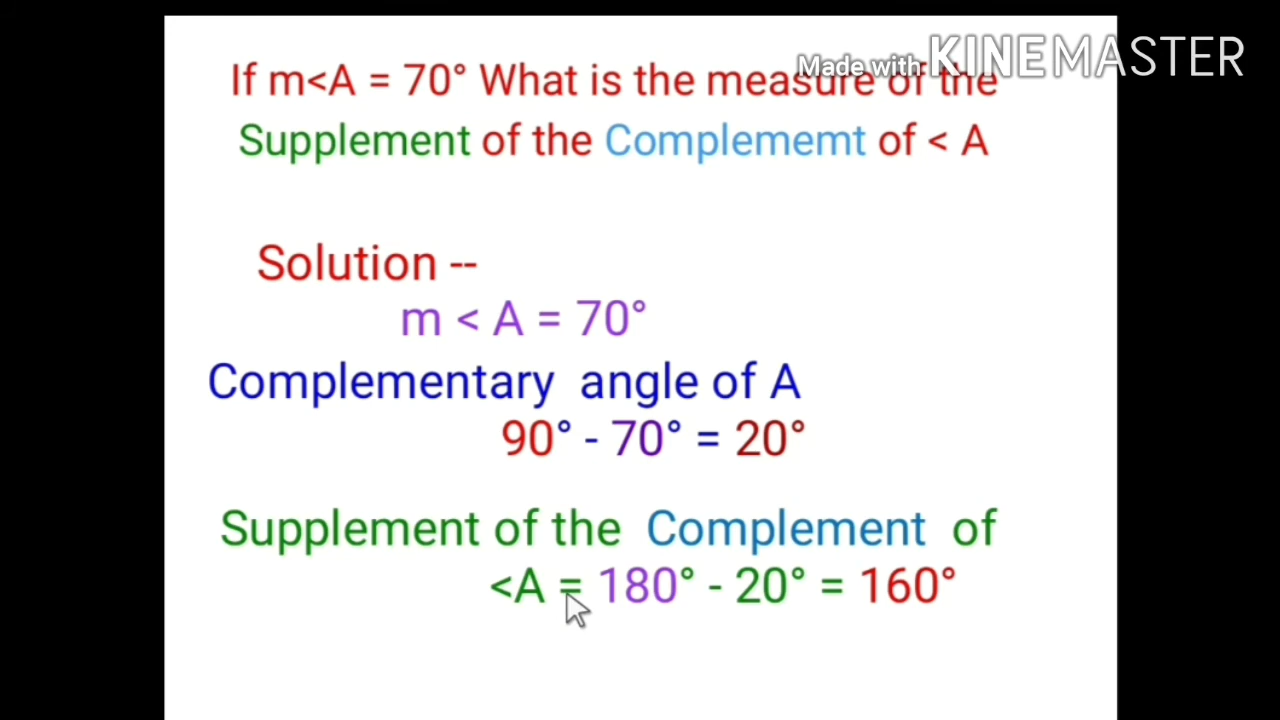 If m<A = 70° What is the measure of the
Made with KINEMASTER
Supplement of the Complememt of < A
Solution --
m < A = 70°
Complementary angle of A
90° - 70° = 20°
Supplement of the Complement of
<A = 180° - 20° = 160°